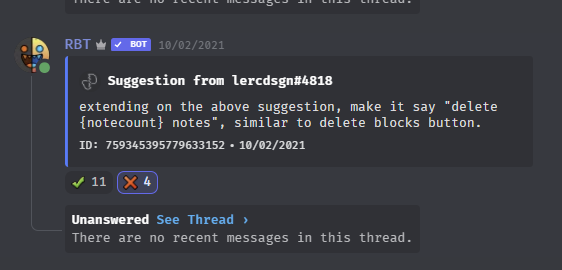 There are no recent messages in this thread.
RBT BOT 10/02/2021
Suggestion from lercdsgn#4818
extending on the above suggestion, make it say "delete
{notecount} notes", similar to delete blocks button.
ID: 759345395779633152 • 10/02/2021
11 4
Unanswered See Thread ›
There are no recent messages in this thread.